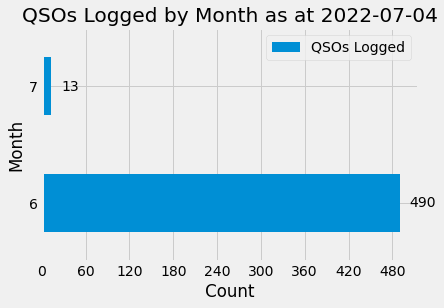 QSOs Logged by Month as at 2022-07-04
QSOs Logged
7 13
Month
6 490
0 60 120 180 240 300 360 420 480
Count